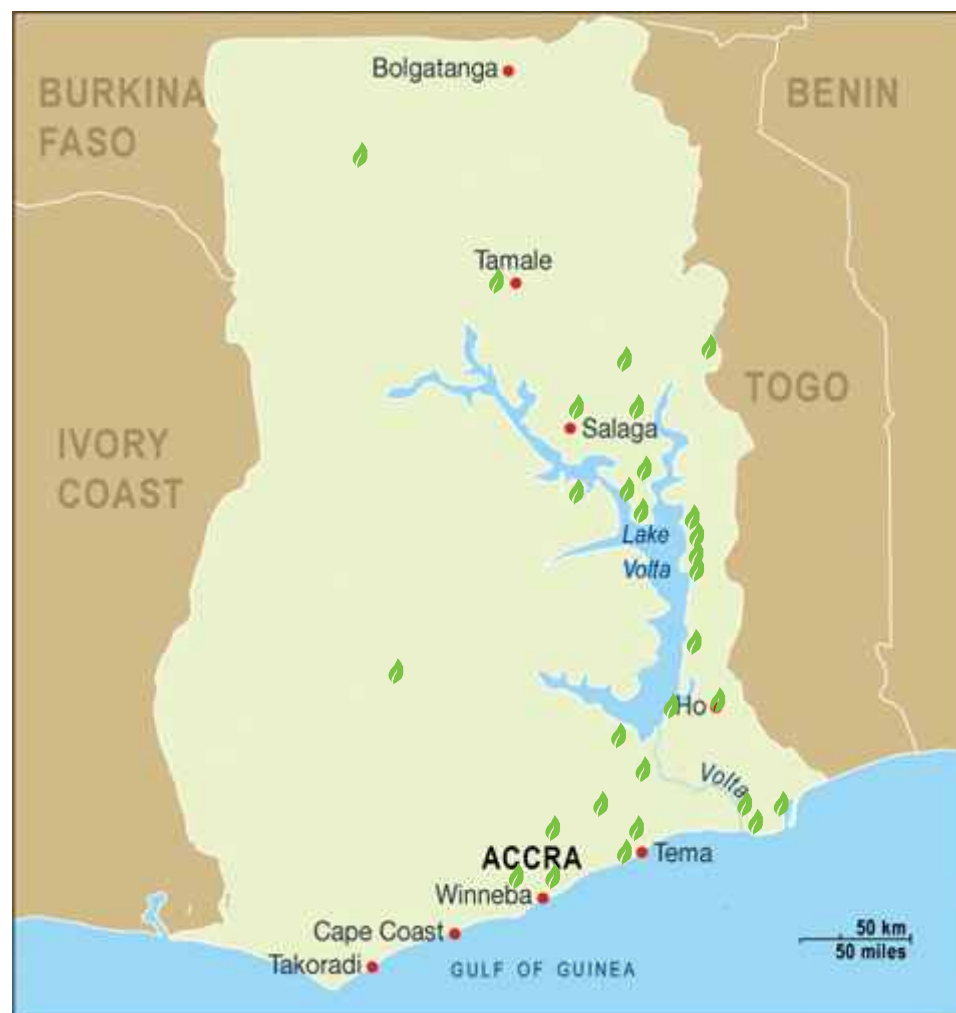 Bolgatanga
BURKINA
FASO
BENIN
Tamale
TOGO
IVORY
COAST
Salaga
Lake
Volta
Ho
Volta
ACCRA
Tema
Winneba
Cape Coast
Takoradi
GULF OF GUINEA
50 km
50 miles